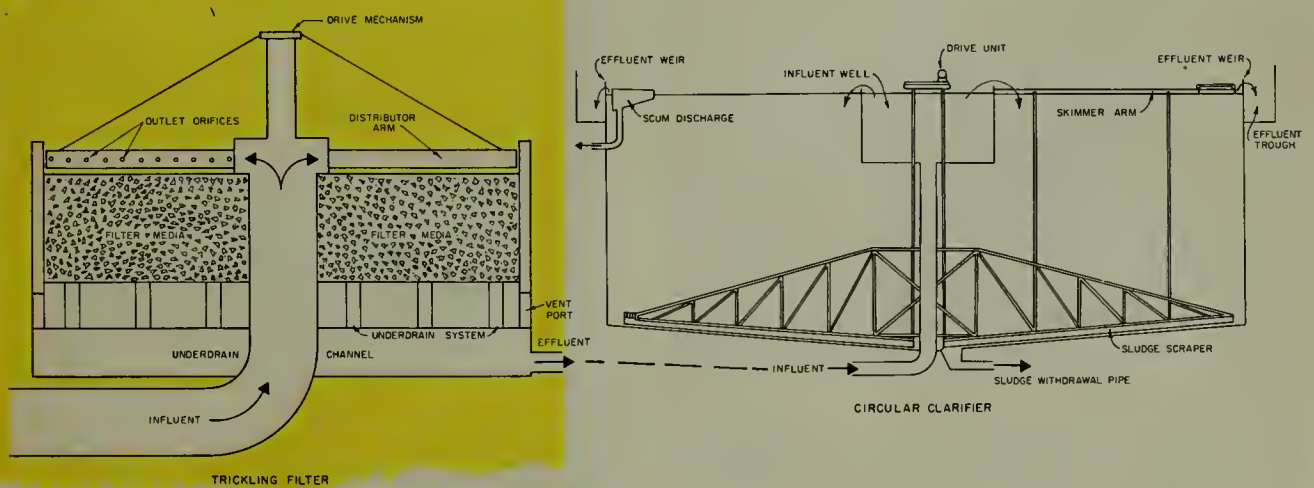 DRIVE MECHANISM
OUTLET ORIFICES
DISTRIBUTOR
ARM
FILTER MEDIA
FILTER MEDIA
VENT
PORT
UNDERDRAIN SYSTEM
UNDERDRAIN
CHANNEL
EFFLUENT
INFLUENT
TRICKLING FILTER
DRIVE UNIT
EFFLUENT WEIR
INFLUENT WELL
EFFLUENT WEIR
SCUM DISCHARGE
SKIMMER ARM
EFFLUENT
TROUGH
SLUDGE SCRAPER
INFLUENT
SLUDGE WITHDRAWAL PIPE
CIRCULAR CLARIFIER